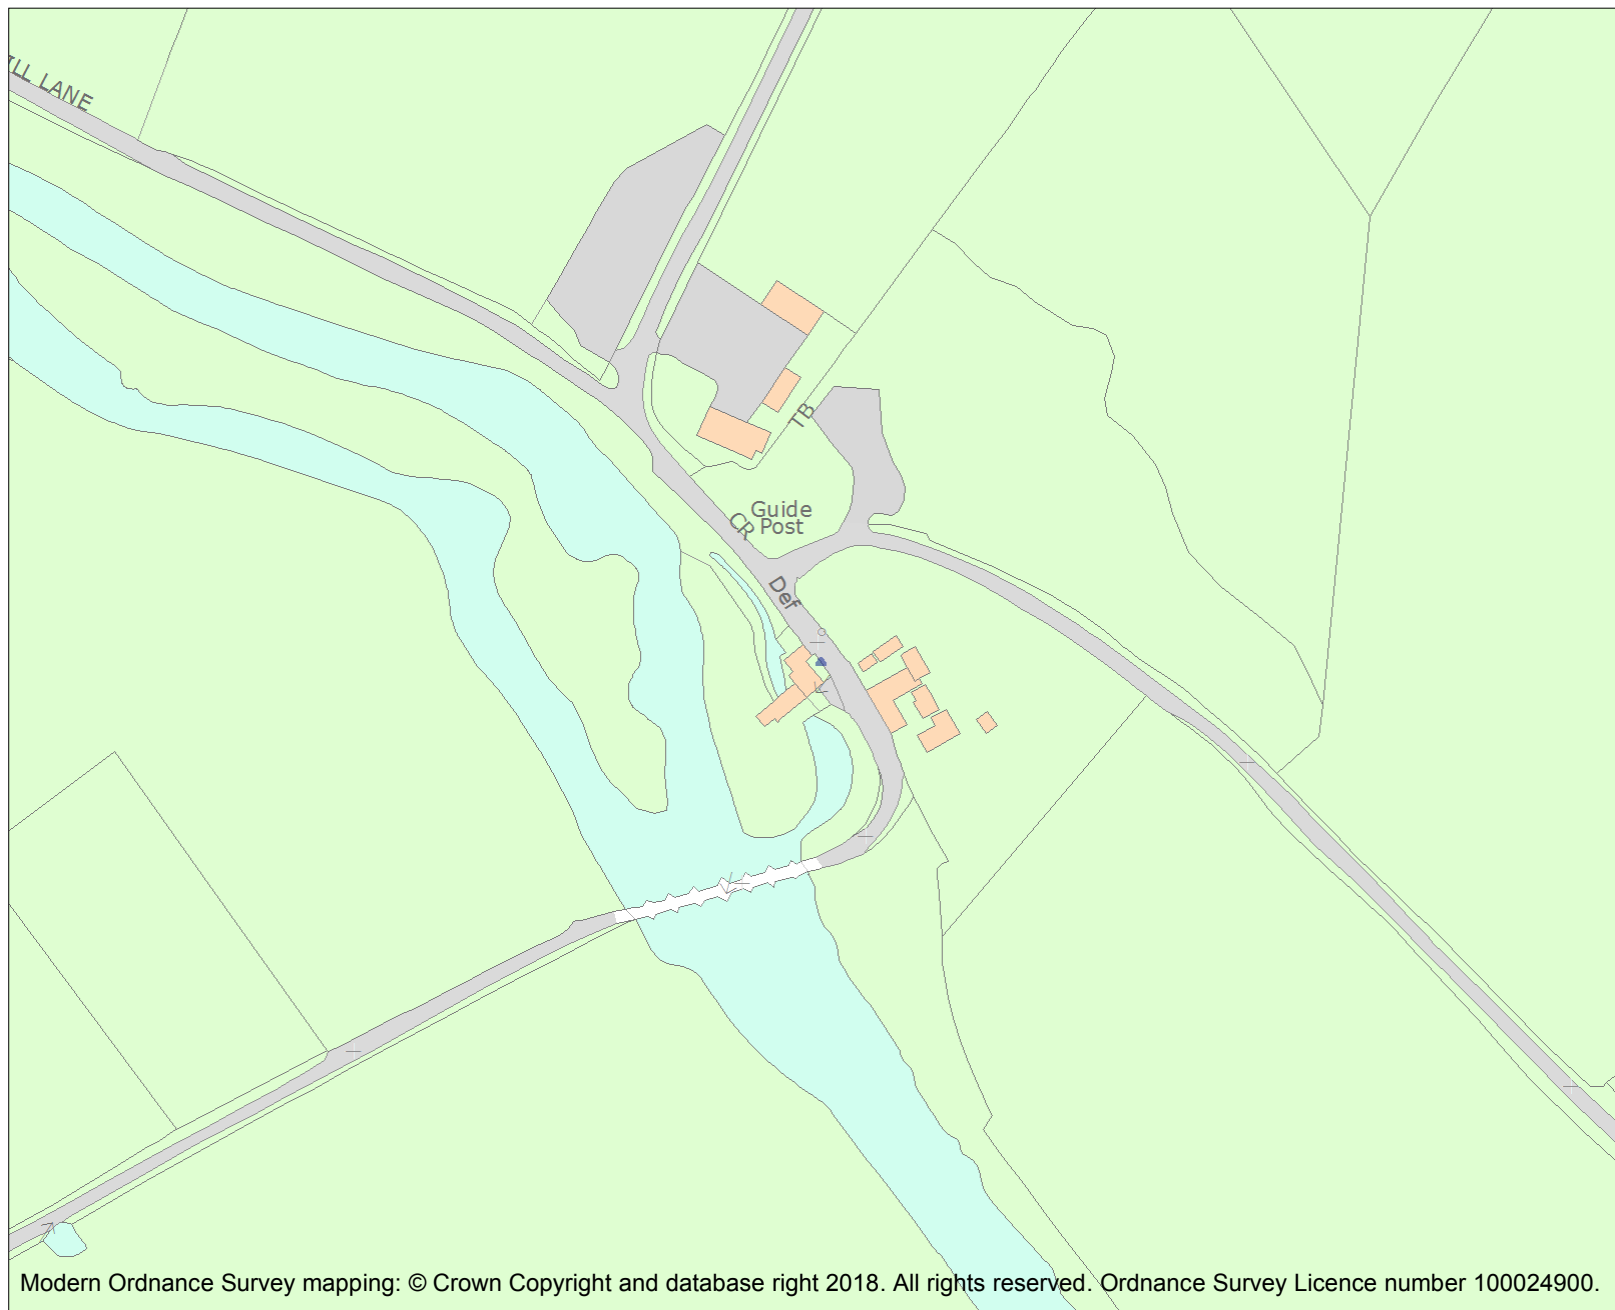 ILL LANE
TB
Guide
Post
CR
Def
Modern Ordnance Survey mapping: © Crown Copyright and database right 2018. All rights reserved. Ordnance Survey Licence number 100024900.